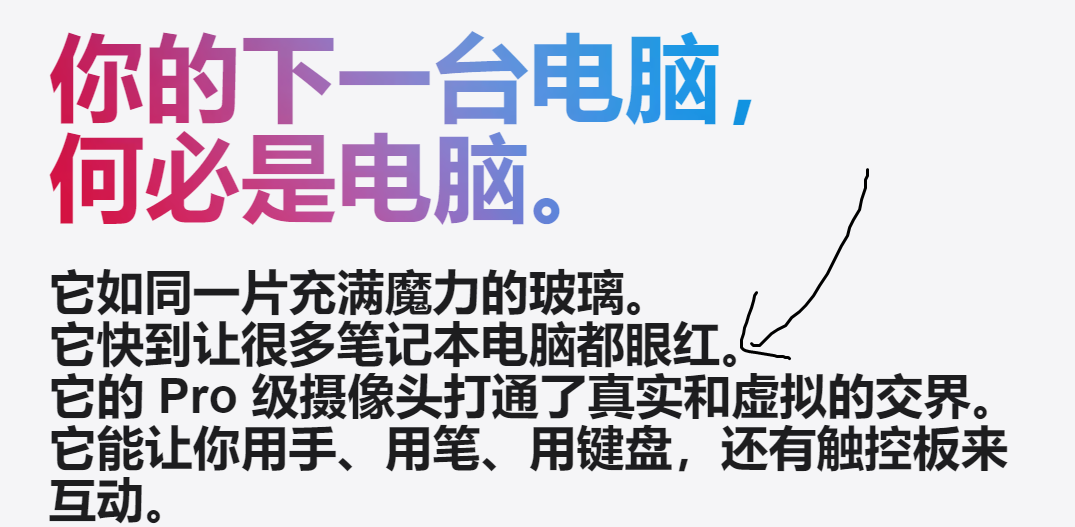 你的下一台电脑，
何必是电脑。
它如同一片充满魔力的玻璃。
它快到让很多笔记本电脑都眼红。
它的 Pro 级摄像头打通了真实和虚拟的交界。
它能让你用手、用笔、用键盘，还有触控板来
互动。